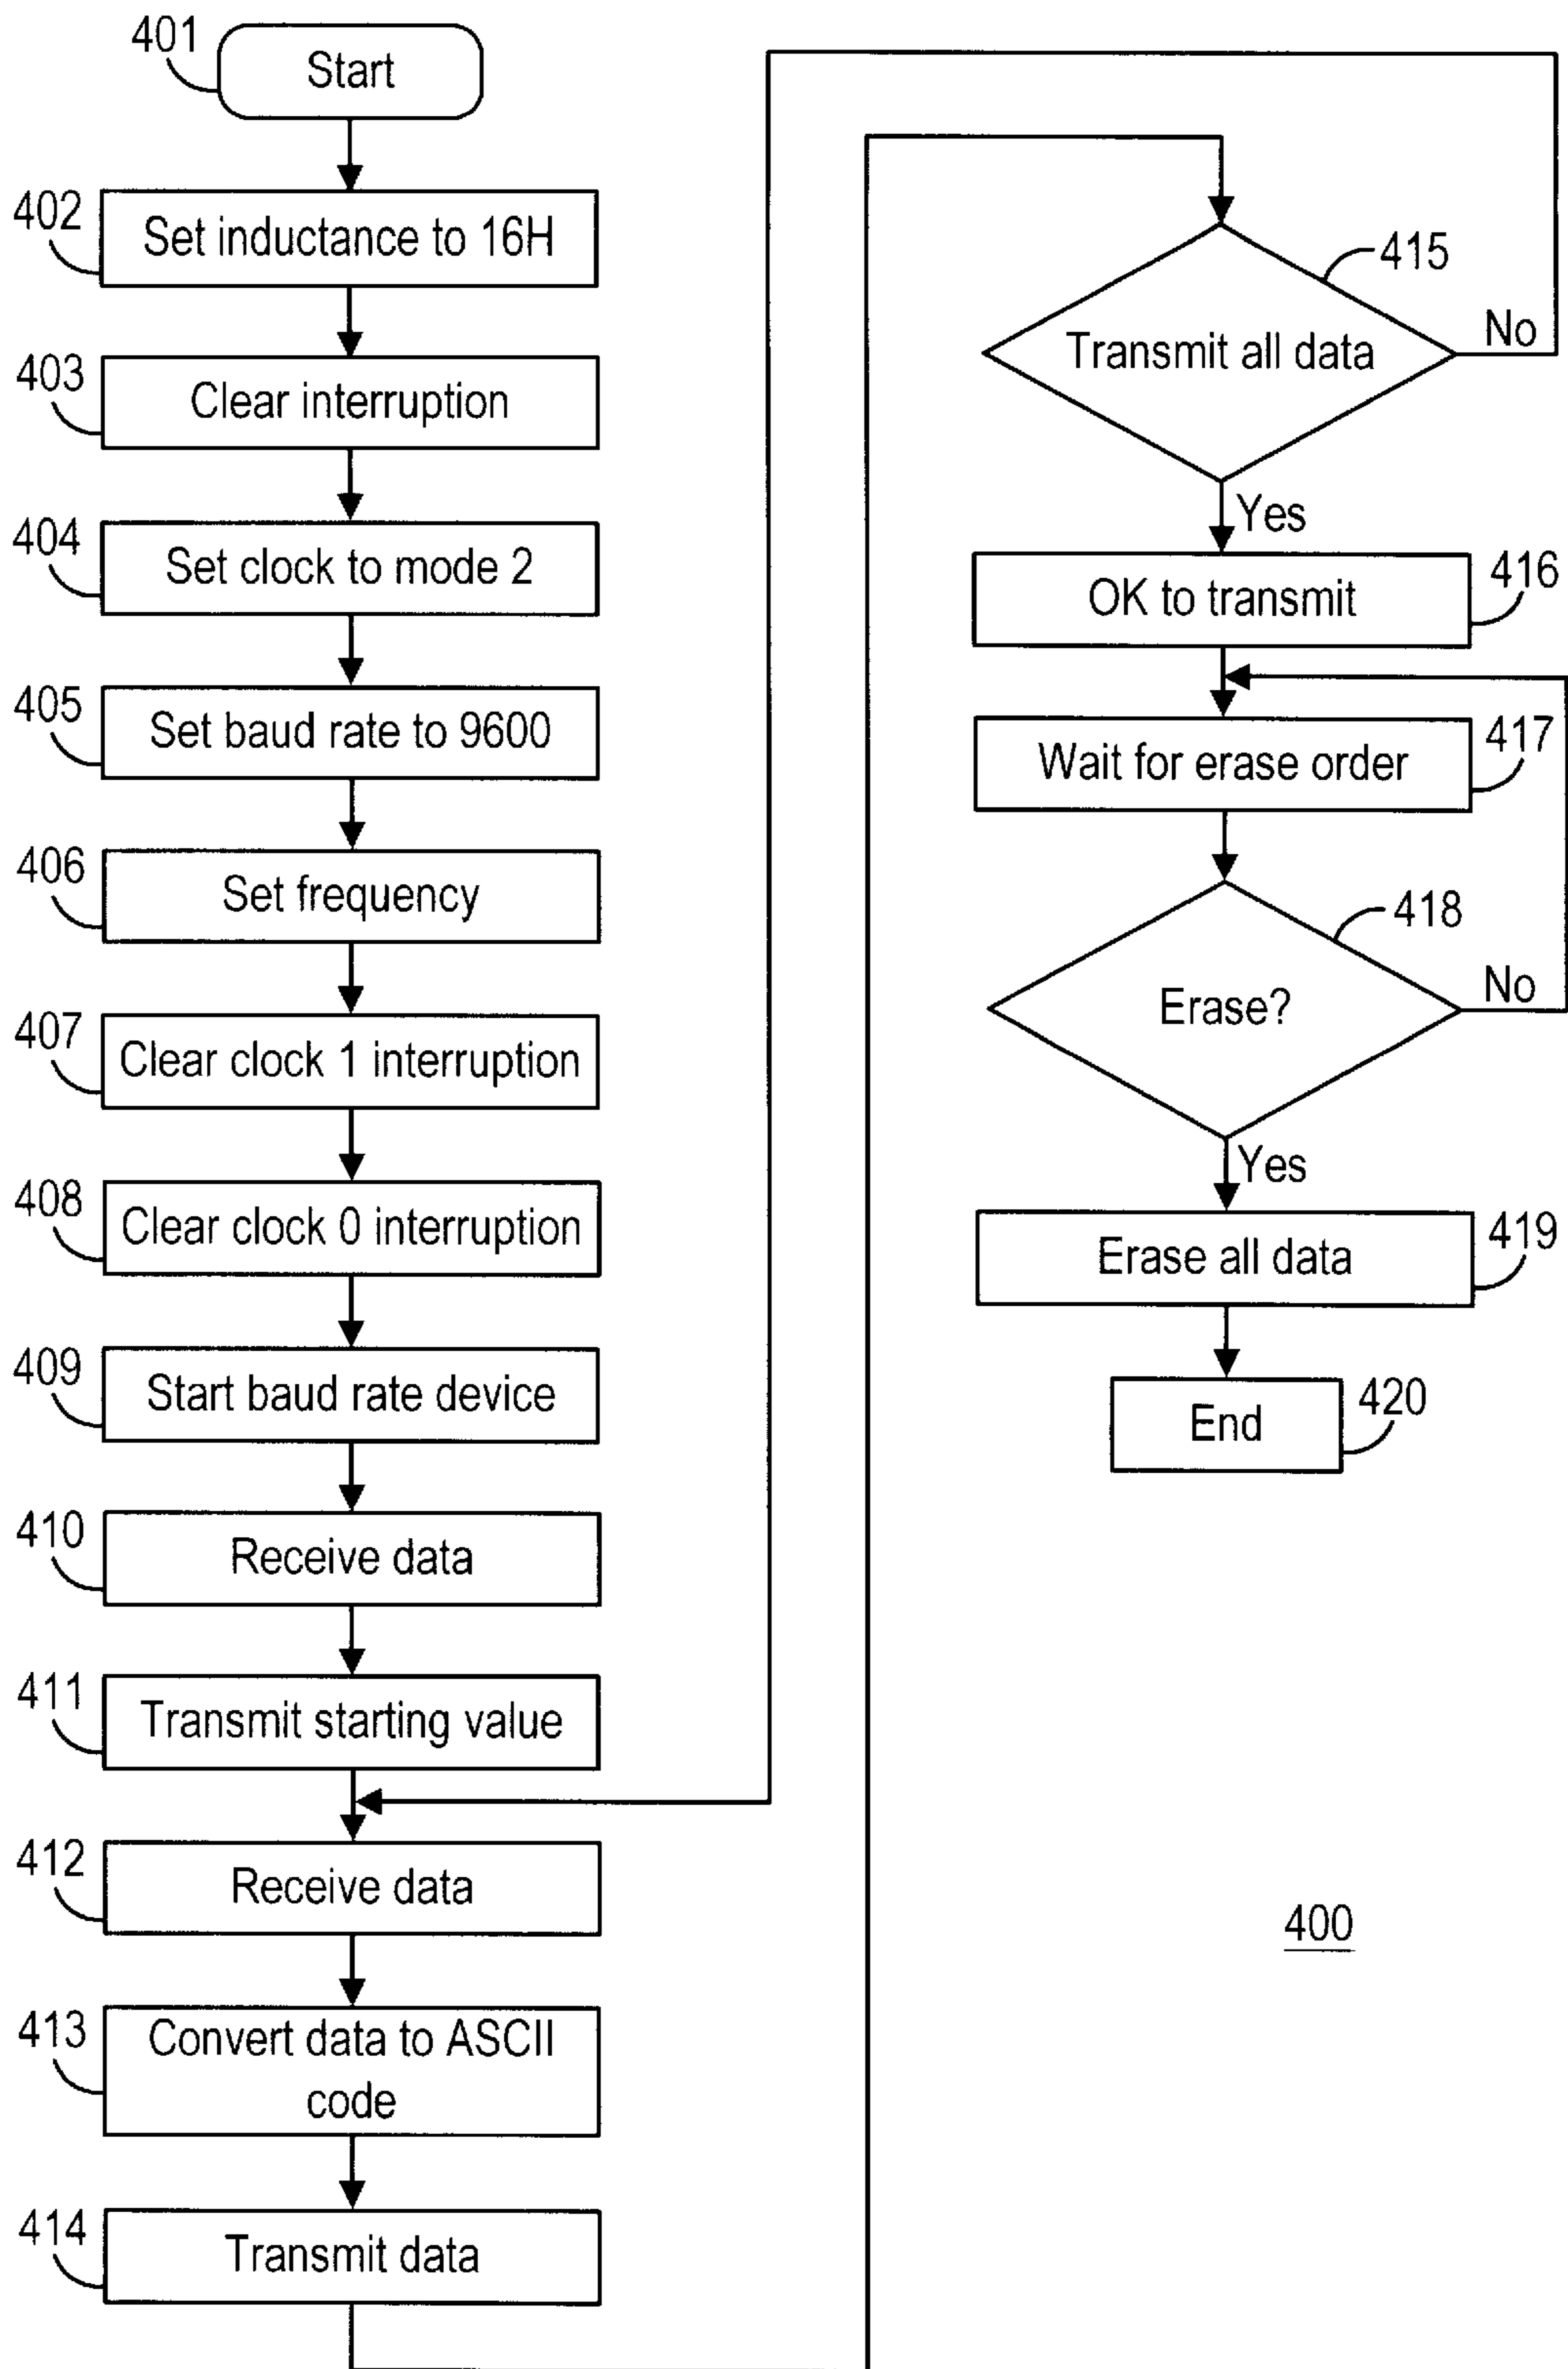 401
Start
402
Set inductance to 16H
403
Clear interruption
404
Set clock to mode 2
405
Set baud rate to 9600
406
Set frequency
407
Clear clock 1 interruption
408
Clear clock 0 interruption
409
Start baud rate device
410
Receive data
411
Transmit starting value
412
Receive data
413
Convert data to ASCII
code
414
Transmit data
415
Transmit all data
No
Yes
OK to transmit
416
Wait for erase order
417
418
Erase?
No
Yes
Erase all data
419
End
420
400